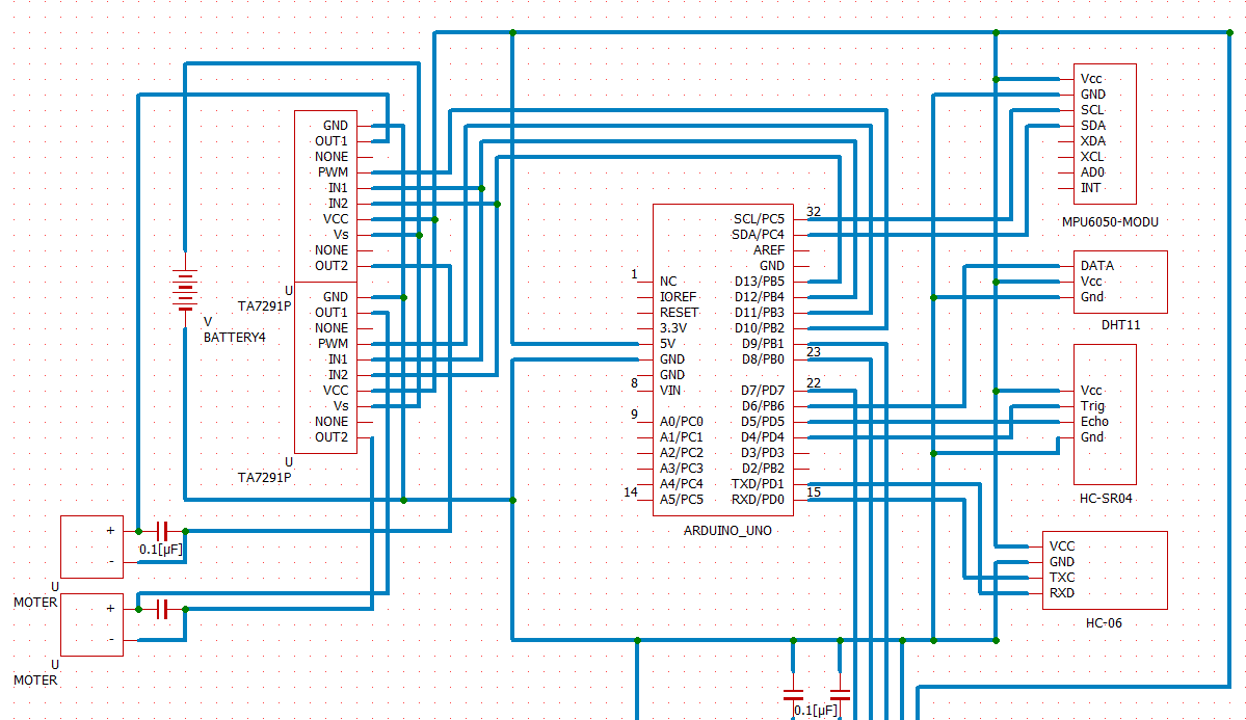 GND
OUT1
NONE
PWM
IN1
IN2
VCC
Vs
NONE
OUT2
U
TA7291P
GND
OUT1
NONE
PWM
IN1
IN2
VCC
Vs
NONE
OUT2
U
TA7291P
V
BATTERY4
+
-
0.1[µF]
U
MOTER
+
-
U
MOTER
1
NC
IOREF
RESET
3.3V
5V
GND
GND
8
VIN
9
A0/PC0
A1/PC1
A2/PC2
A3/PC3
A4/PC4
14
A5/PC5
SCL/PC5
32
SDA/PC4
AREF
GND
D13/PB5
D12/PB4
D11/PB3
D10/PB2
D9/PB1
D8/PB0
23
D7/PD7
22
D6/PB6
D5/PD5
D4/PD4
D3/PD3
D2/PB2
TXD/PD1
RXD/PD0
15
ARDUINO_UNO
Vcc
GND
SCL
SDA
XDA
XCL
AD0
INT
MPU6050-MODU
DATA
Vcc
Gnd
DHT11
Vcc
Trig
Echo
Gnd
HC-SR04
VCC
GND
TXC
RXD
HC-06
0.1[µF]